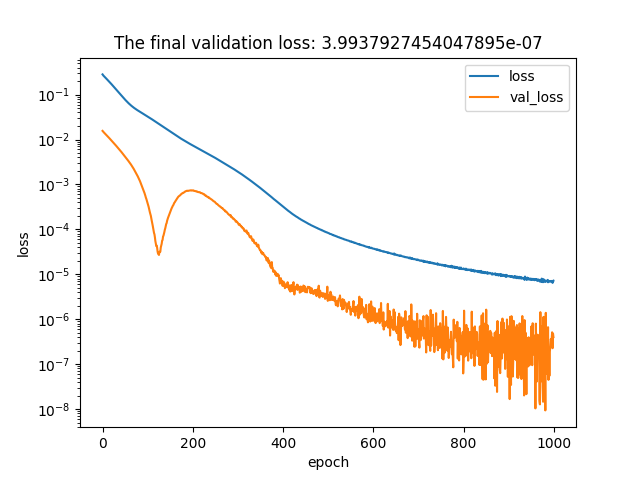 The final validation loss: 3.9937927454047895e-07
loss
val_loss
10⁻¹
10⁻²
10⁻³
10⁻⁴
10⁻⁵
10⁻⁶
10⁻⁷
10⁻⁸
loss
0 200 400 600 800 1000
epoch